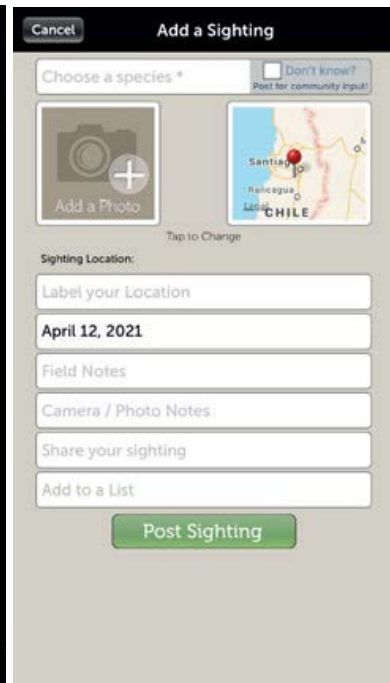 Cancel Add a Sighting
Choose a species *
Don't know?
Post for community input!
Add a Photo
Santiago
Rancagua
Legal
CHILE
Tap to Change
Sighting Location:
Label your Location
April 12, 2021
Field Notes
Camera / Photo Notes
Share your sighting
Add to a List
Post Sighting